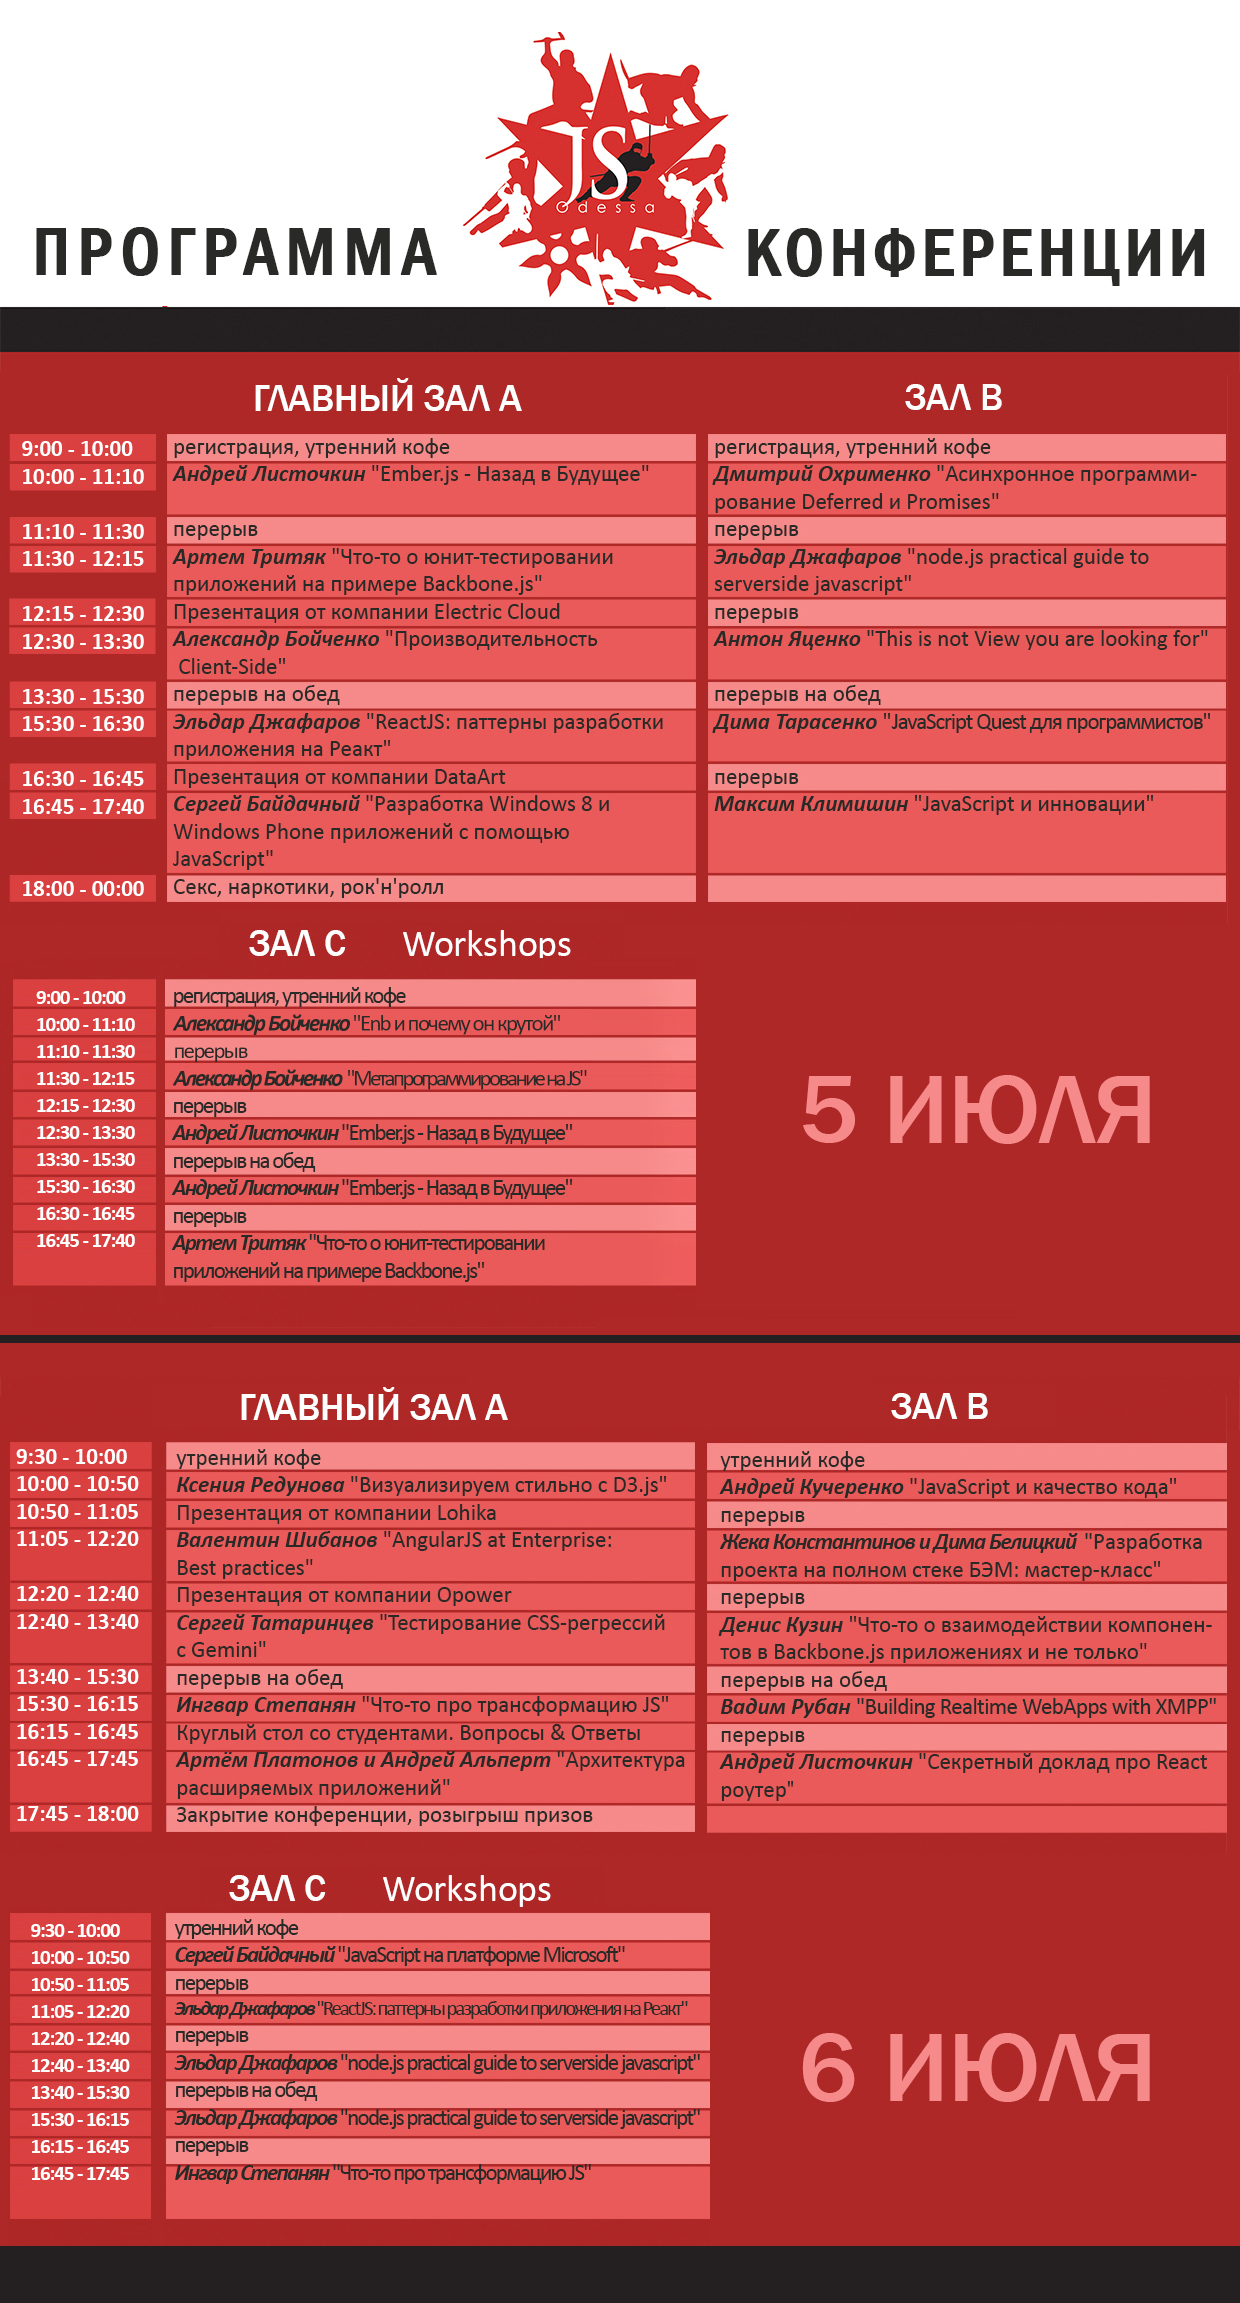 ПРОГРАММА
JS
Odessa
КОНФЕРЕНЦИИ
ГЛАВНЫЙ ЗАЛ А
ЗАЛ В
9:00 - 10:00 регистрация, утренний кофе регистрация, утренний кофе
10:00 - 11:10 Андрей Листочкин "Ember.js - Назад в Будущее" Дмитрий Охрименко "Асинхронное программи-
рование Deferred и Promises"
11:10 - 11:30 перерыв перерыв
11:30 - 12:15 Артем Тритяк "Что-то о юнит-тестировании Эльдар Джафаров "node.js practical guide to
приложений на примере Backbone.js" serverside javascript"
12:15 - 12:30 Презентация от компании Electric Cloud перерыв
12:30 - 13:30 Александр Бойченко "Производительность Антон Яценко "This is not View you are looking for"
Client-Side"
13:30 - 15:30 перерыв на обед перерыв на обед
15:30 - 16:30 Эльдар Джафаров "ReactJS: паттерны разработки Дима Тарасенко "JavaScript Quest для программистов"
приложения на Реакт"
16:30 - 16:45 Презентация от компании DataArt перерыв
16:45 - 17:40 Сергей Байдачный "Разработка Windows 8 и Максим Климишин "JavaScript и инновации"
Windows Phone приложений с помощью
JavaScript"
18:00 - 00:00 Секс, наркотики, рок'н'ролл
ЗАЛ С Workshops
9:00 - 10:00 регистрация, утренний кофе
10:00 - 11:10 Александр Бойченко "Enb и почему он крутой"
11:10 - 11:30 перерыв
11:30 - 12:15 Александр Бойченко "Метапрограммирование на JS"
12:15 - 12:30 перерыв
12:30 - 13:30 Андрей Листочкин "Ember.js - Назад в Будущее"
13:30 - 15:30 перерыв на обед
15:30 - 16:30 Андрей Листочкин "Ember.js - Назад в Будущее"
16:30 - 16:45 перерыв
16:45 - 17:40 Артем Тритяк "Что-то о юнит-тестировании
приложений на примере Backbone.js"
5 ИЮЛЯ
ГЛАВНЫЙ ЗАЛ А
ЗАЛ В
9:30 - 10:00 утренний кофе утренний кофе
10:00 - 10:50 Ксения Редунова "Визуализируем стильно с D3.js" Андрей Кучеренко "JavaScript и качество кода"
10:50 - 11:05 Презентация от компании Lohika перерыв
11:05 - 12:20 Валентин Шибанов "AngularJS at Enterprise: Жека Константинов и Дима Белицкий "Разработка
Best practices" проекта на полном стеке БЭМ: мастер-класс"
12:20 - 12:40 Презентация от компании Opower перерыв
12:40 - 13:40 Сергей Татаринцев "Тестирование CSS-регрессий Денис Кузин "Что-то о взаимодействии компонен-
с Gemini" тов в Backbone.js приложениях и не только"
13:40 - 15:30 перерыв на обед перерыв на обед
15:30 - 16:15 Ингвар Степанян "Что-то про трансформацию JS" Вадим Рубан "Building Realtime WebApps with XMPP"
16:15 - 16:45 Круглый стол со студентами. Вопросы & Ответы перерыв
16:45 - 17:45 Артём Платонов и Андрей Альперт "Архитектура Андрей Листочкин "Секретный доклад про React
расширяемых приложений" роутер"
17:45 - 18:00 Закрытие конференции, розыгрыш призов
ЗАЛ С Workshops
9:30 - 10:00 утренний кофе
10:00 - 10:50 Сергей Байдачный "JavaScript на платформе Microsoft"
10:50 - 11:05 перерыв
11:05 - 12:20 Эльдар Джафаров "ReactJS: паттерны разработки приложения на Реакт"
12:20 - 12:40 перерыв
12:40 - 13:40 Эльдар Джафаров "node.js practical guide to serverside javascript"
13:40 - 15:30 перерыв на обед
15:30 - 16:15 Эльдар Джафаров "node.js practical guide to serverside javascript"
16:15 - 16:45 перерыв
16:45 - 17:45 Ингвар Степанян "Что-то про трансформацию JS"
6 ИЮЛЯ